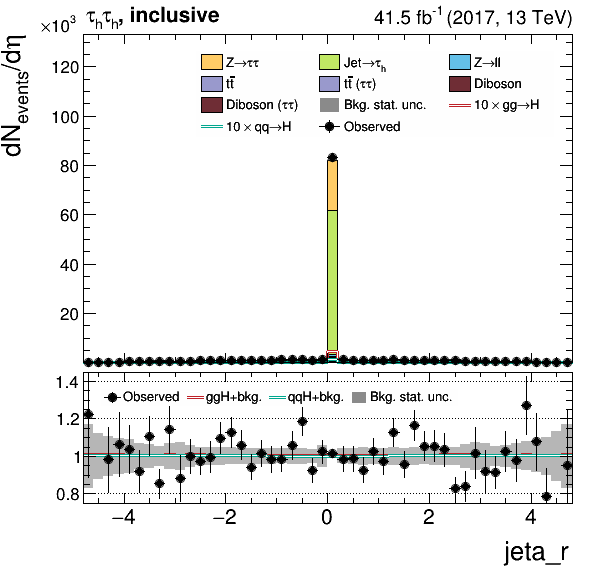 τhτh, inclusive
41.5 fb⁻¹ (2017, 13 TeV)
×10³
dNevents/dη
Z→ττ Jet→τh Z→ll
tt̄ tt̄ (ττ) Diboson
Diboson (ττ) Bkg. stat. unc. 10 × gg→H
10 × qq→H Observed
120
100
80
60
40
20
1.4
Observed ggH+bkg. qqH+bkg. Bkg. stat. unc.
1.2
1
0.8
−4 −2 0 2 4
jeta_r